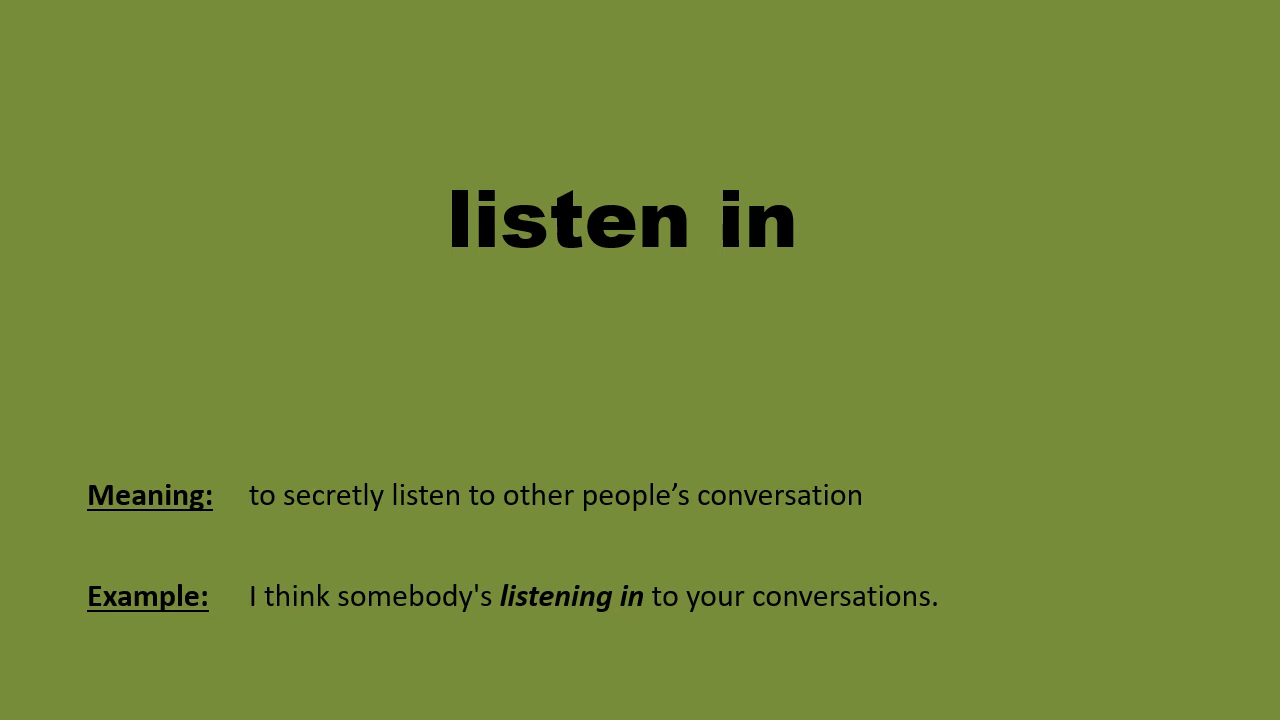 listen in
Meaning: to secretly listen to other people’s conversation
Example: I think somebody's listening in to your conversations.